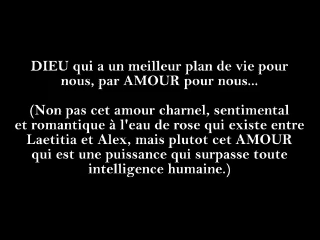 DIEU qui a un meilleur plan de vie pour
nous, par AMOUR pour nous...
(Non pas cet amour charnel, sentimental
et romantique à l'eau de rose qui existe entre
Laetitia et Alex, mais plutot cet AMOUR
qui est une puissance qui surpasse toute
intelligence humaine.)